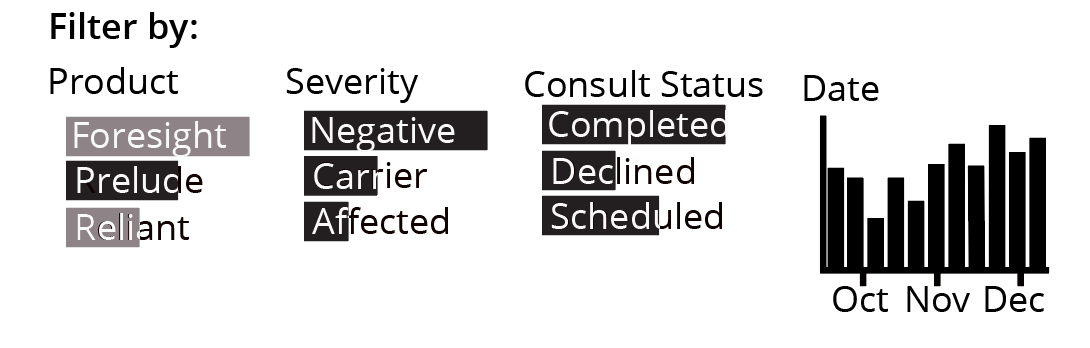 Filter by:
Product
Foresight
Prelude
Reliant
Severity
Negative
Carrier
Affected
Consult Status
Completed
Declined
Scheduled
Date
Oct Nov Dec